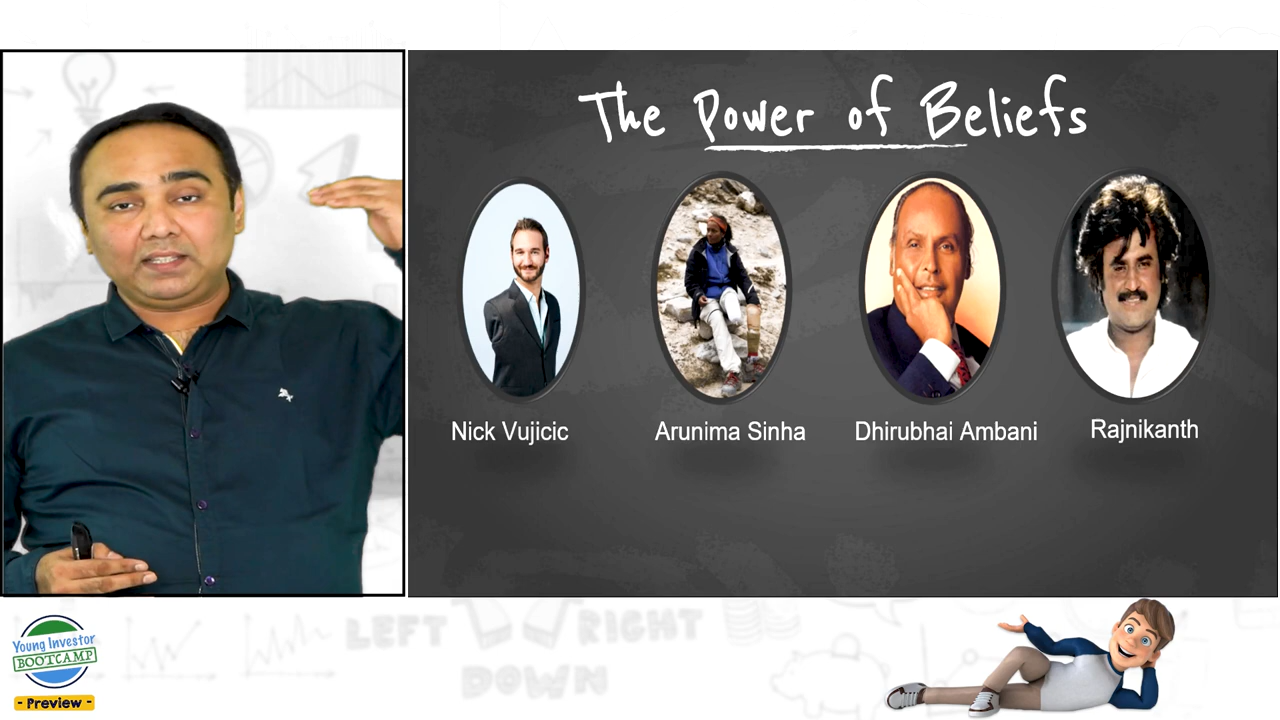 The Power of Beliefs
Nick Vujicic
Arunima Sinha
Dhirubhai Ambani
Rajnikanth
LEFT
RIGHT
DOWN
Young Investor
BOOTCAMP
- Preview -